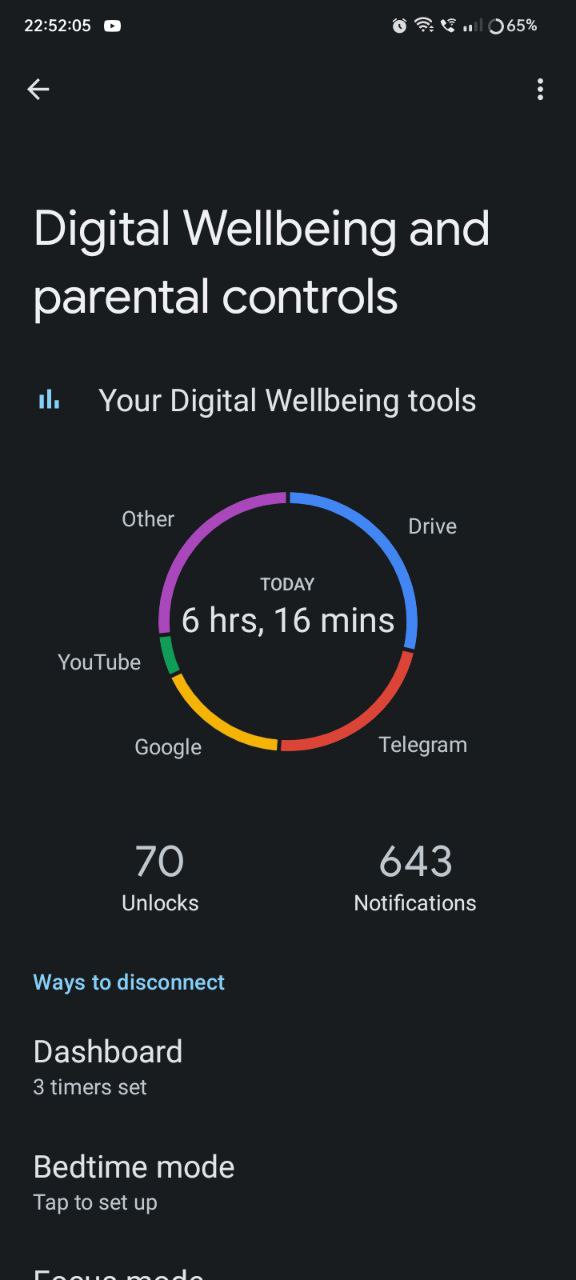 22:52:05
65%
Digital Wellbeing and
parental controls
Your Digital Wellbeing tools
Other
Drive
TODAY
6 hrs, 16 mins
YouTube
Google
Telegram
70
Unlocks
643
Notifications
Ways to disconnect
Dashboard
3 timers set
Bedtime mode
Tap to set up
Focus mode